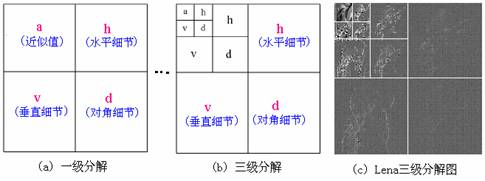 a h
(近似值) (水平细节)
v d
(垂直细节) (对角细节)
...
a h h h
v d (水平细节)
v d
v d
(垂直细节) (对角细节)
(a) 一级分解 (b) 三级分解 (c) Lena三级分解图